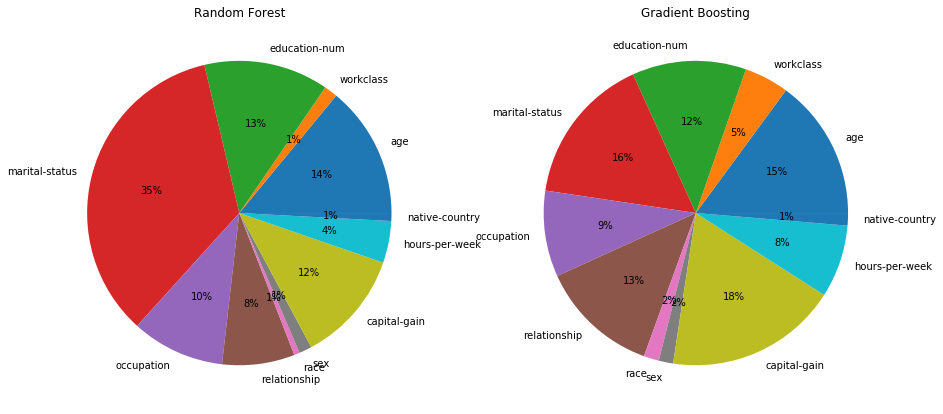 Random Forest
education-num
workclass
age
marital-status
native-country
hours-per-week
capital-gain
sex
race
relationship
occupation
13%
1%
14%
35%
1%
4%
12%
1%
1%
8%
10%
Gradient Boosting
education-num
workclass
age
marital-status
native-country
hours-per-week
capital-gain
sex
race
relationship
occupation
12%
5%
15%
16%
1%
8%
18%
2%
2%
13%
9%